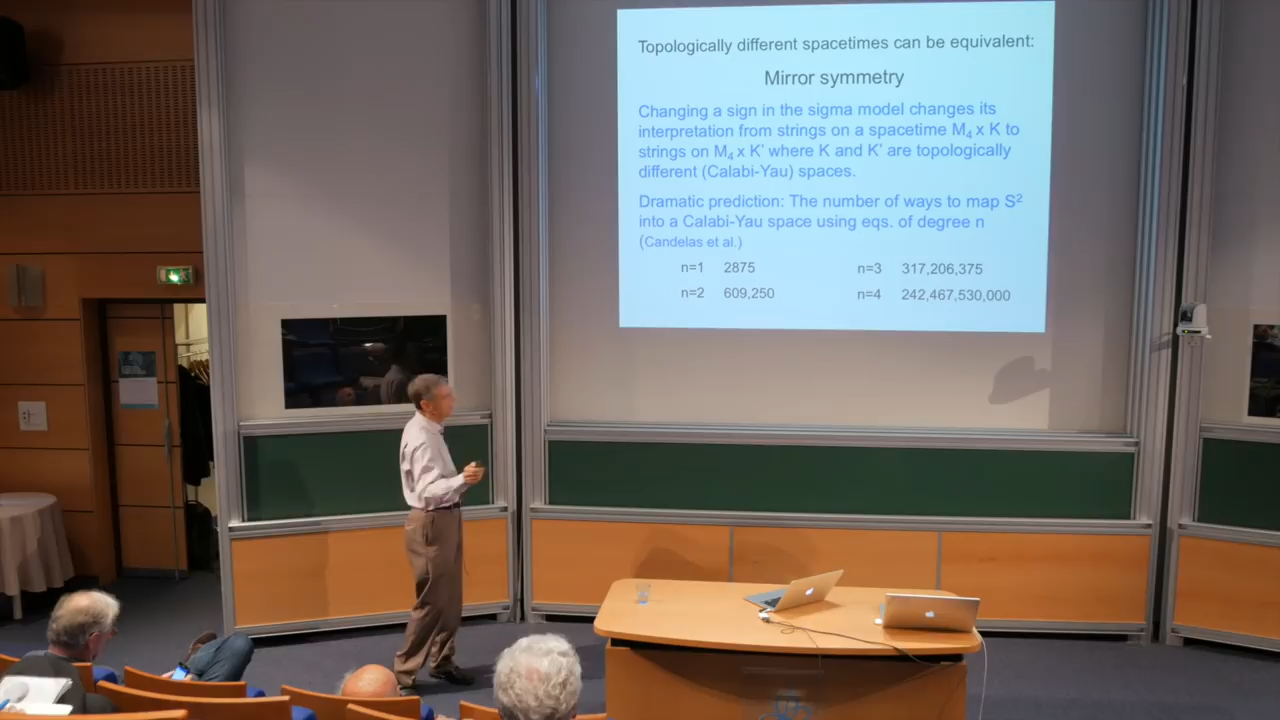 Topologically different spacetimes can be equivalent:
Mirror symmetry
Changing a sign in the sigma model changes its
interpretation from strings on a spacetime M₄ x K to
strings on M₄ x K' where K and K' are topologically
different (Calabi-Yau) spaces.
Dramatic prediction: The number of ways to map S²
into a Calabi-Yau space using eqs. of degree n
(Candelas et al.)
n=1 2875 n=3 317,206,375
n=2 609,250 n=4 242,467,530,000